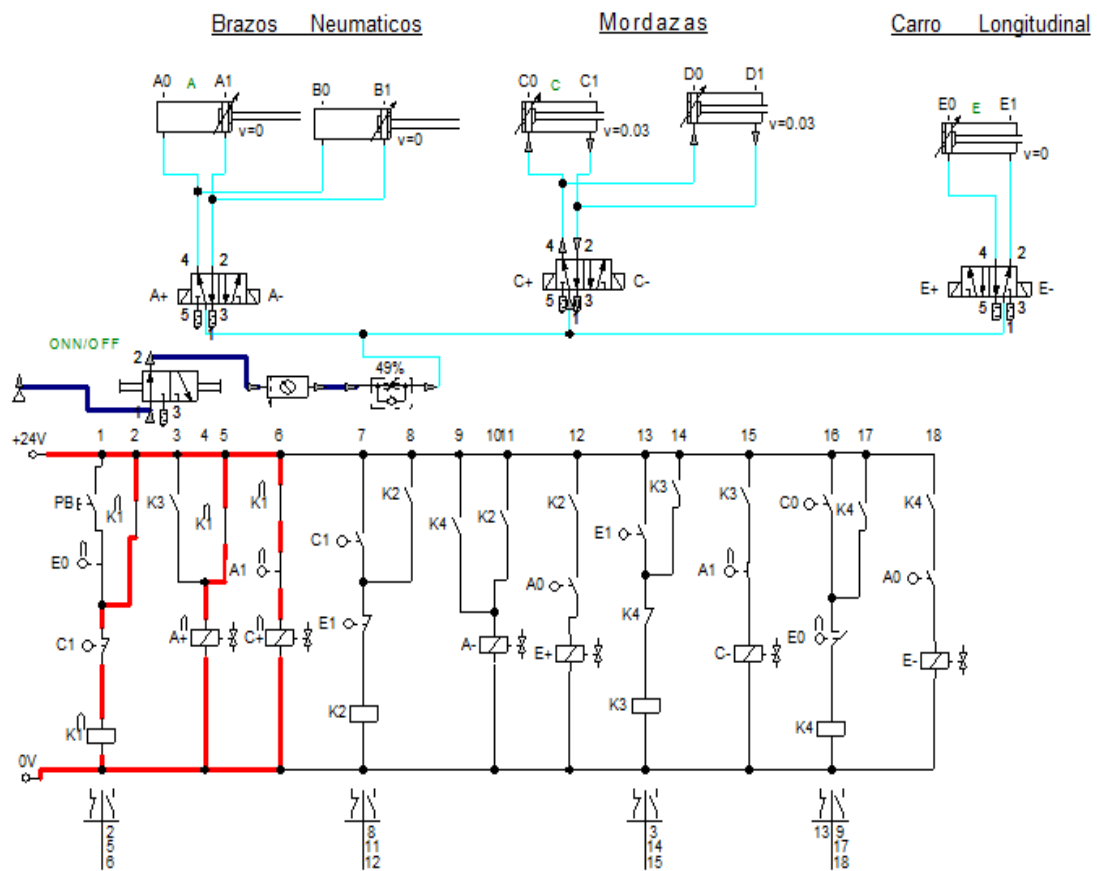 Brazos Neumaticos Mordazas Carro Longitudinal
A0 A A1 B0 B1 C0 C C1 D0 D1 E0 E E1
v=0 v=0 v=0.03 v=0.03 v=0
4 2 4 2 4 2
A+ A- C+ C- E+ E-
5 3 5 3 5 3
1 1 1
ONN/OFF
2 49%
1 3
+24V 1 2 3 4 5 6 7 8 9 10 11 12 13 14 15 16 17 18
PB K1 K3 K1 K1 C1 K2 K4 K2 K2 E1 K3 K3 C0 K4 K4
E0 A1 A0 A1 A0
C1 A+ C+ E1 A- E+ K4 C- E0 E-
K1 K2 K3 K4
0V
2 8 3 13 9
5 11 14 17
6 12 15 18